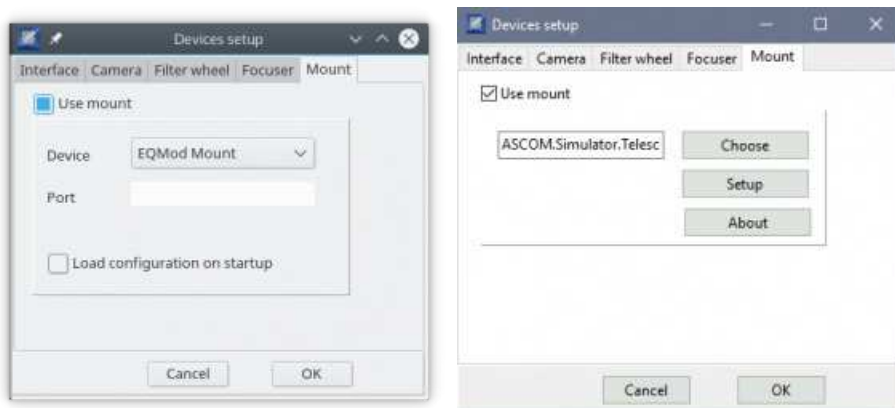 Devices setup
Interface Camera Filter wheel Focuser Mount
Use mount
Device EQMod Mount
Port
Load configuration on startup
Cancel OK
Devices setup
Interface Camera Filter wheel Focuser Mount
Use mount
ASCOM.Simulator.Telesc Choose
Setup
About
Cancel OK